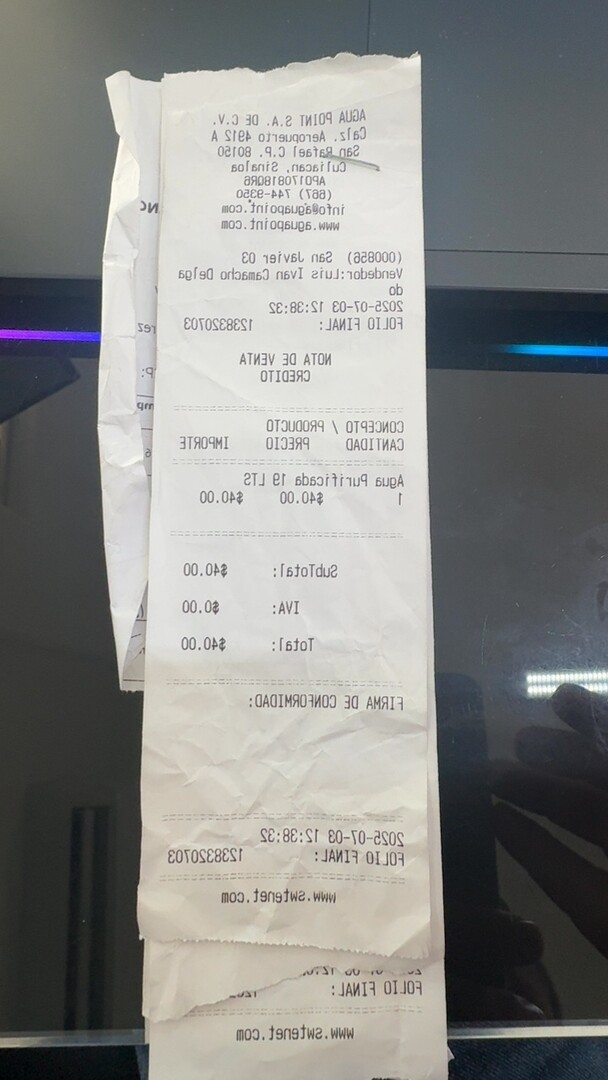 AGUA POINT S.A. DE C.V.
Calz. Aeropuerto 4912 A
San Rafael C.P. 80150
Culiacan, Sinaloa
APO170818QR6
(667) 744-9350
info@aguapoint.com
www.aguapoint.com
(000856) San Javier 03
Vendedor:Luis Ivan Camacho Delga
do
2025-07-03 12:38:32
FOLIO FINAL: 1238320703
NOTA DE VENTA
CREDITO
CONCEPTO / PRODUCTO
CANTIDAD PRECIO IMPORTE
Agua Purificada 19 LTS
1 $40.00 $40.00
SubTotal: $40.00
IVA: $0.00
Total: $40.00
FIRMA DE CONFORMIDAD:
2025-07-03 12:38:32
FOLIO FINAL: 1238320703
www.swtenet.com
FOLIO FINAL:
www.swtenet.com